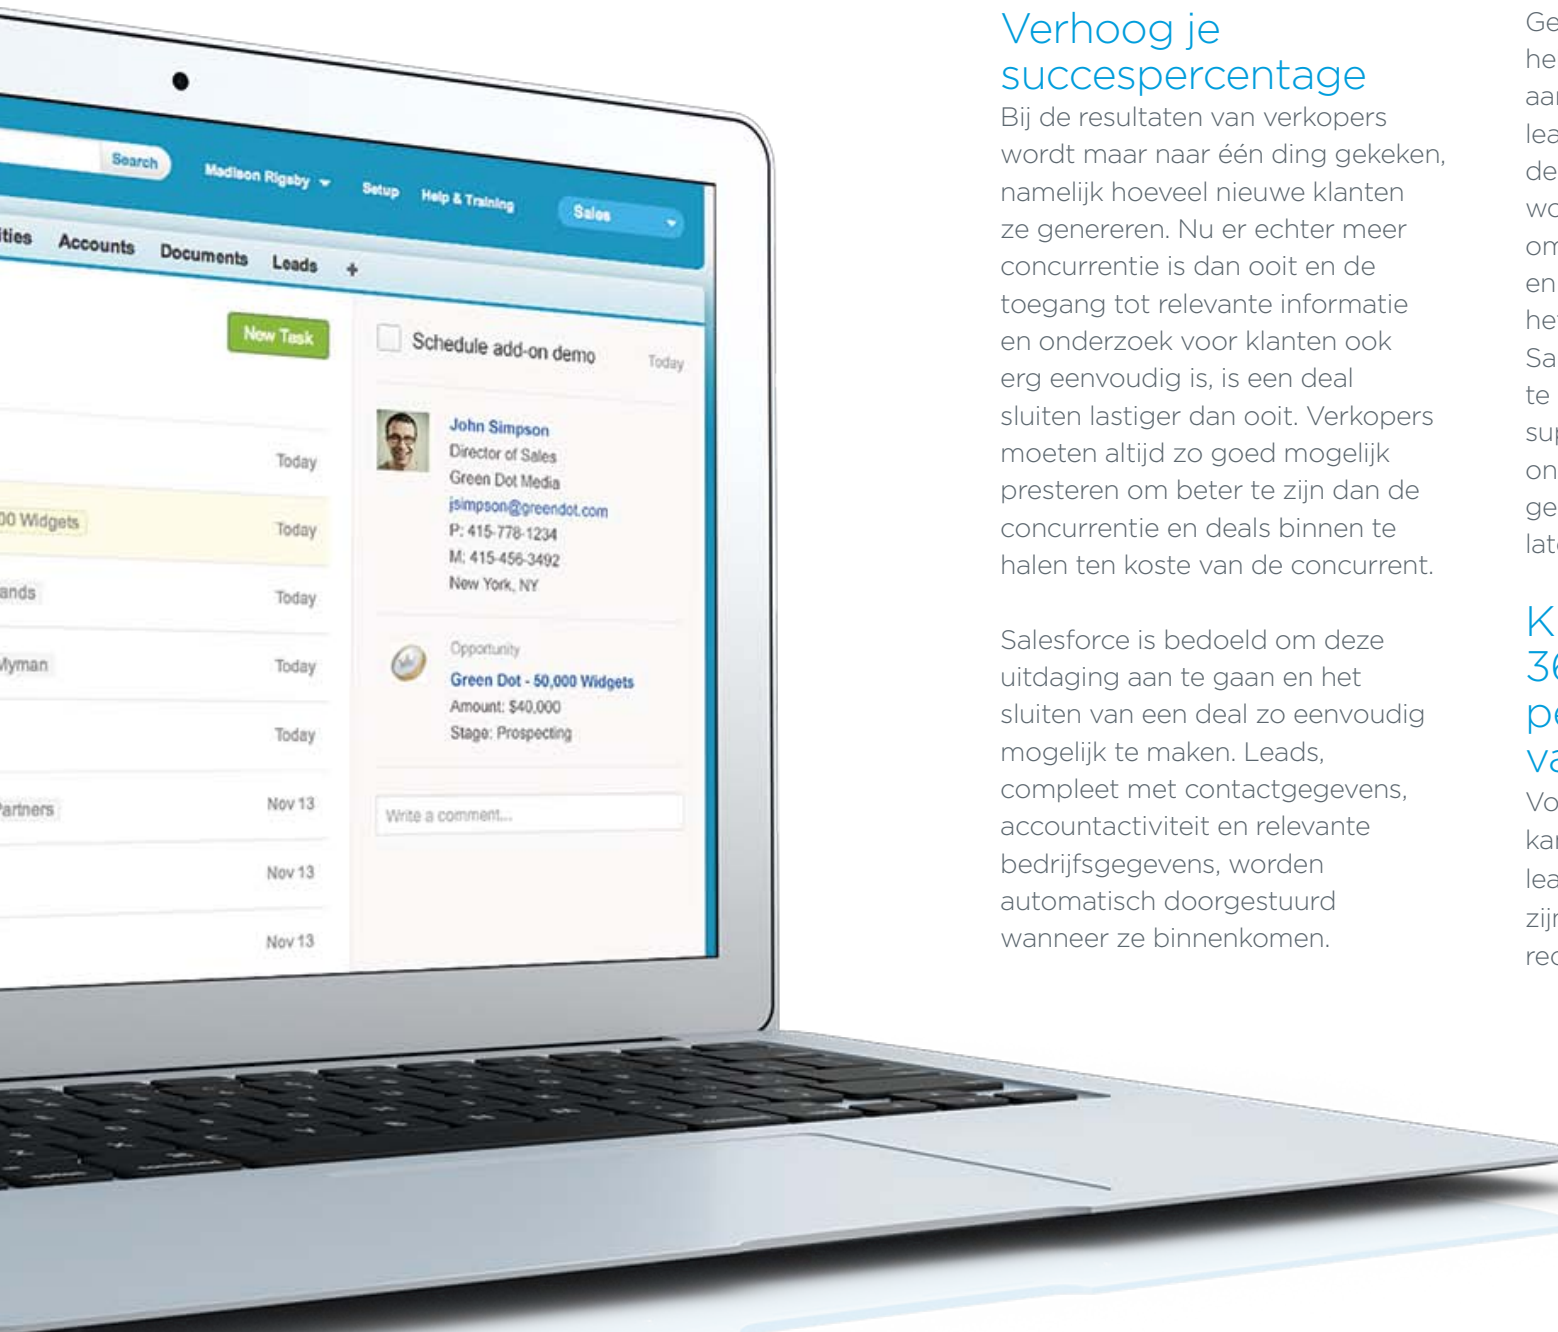 Search
Madison Rigsby
Setup
Help & Training
Sales
Accounts
Documents
Leads
+
New Task
Today
00 Widgets
Today
Today
Myman
Today
Today
Partners
Nov 13
Nov 13
Nov 13
Schedule add-on demo
Today
John Simpson
Director of Sales
Green Dot Media
jsimpson@greendot.com
P: 415-778-1234
M: 415-456-3492
New York, NY
Opportunity
Green Dot - 50,000 Widgets
Amount: $40,000
Stage: Prospecting
Write a comment...
Verhoog je
succespercentage
Bij de resultaten van verkopers
wordt maar naar één ding gekeken,
namelijk hoeveel nieuwe klanten
ze genereren. Nu er echter meer
concurrentie is dan ooit en de
toegang tot relevante informatie
en onderzoek voor klanten ook
erg eenvoudig is, is een deal
sluiten lastiger dan ooit. Verkopers
moeten altijd zo goed mogelijk
presteren om beter te zijn dan de
concurrentie en deals binnen te
halen ten koste van de concurrent.
Salesforce is bedoeld om deze
uitdaging aan te gaan en het
sluiten van een deal zo eenvoudig
mogelijk te maken. Leads,
compleet met contactgegevens,
accountactiviteit en relevante
bedrijfsgegevens, worden
automatisch doorgestuurd
wanneer ze binnenkomen.